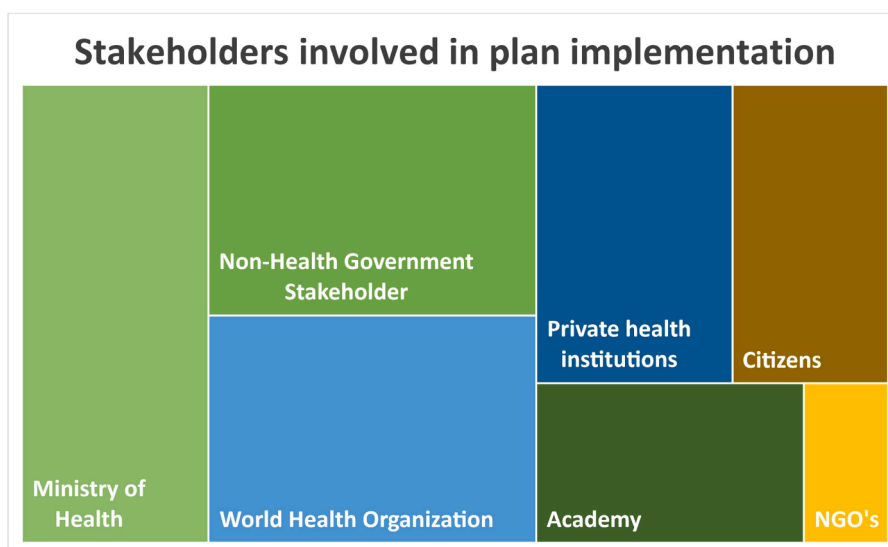 Stakeholders involved in plan implementation
Non-Health Government
Stakeholder
Private health
institutions
Citizens
Ministry of
Health
World Health Organization
Academy
NGO's